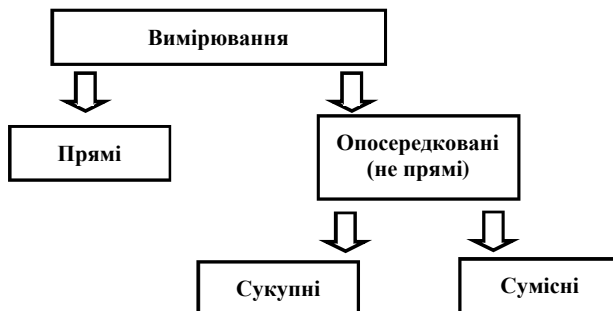 Вимірювання
Прямі
Опосередковані
(не прямі)
Сукупні
Сумісні